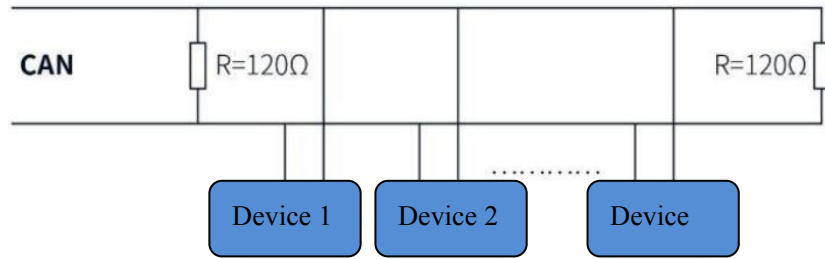 CAN
R=120Ω
R=120Ω
............
Device 1
Device 2
Device